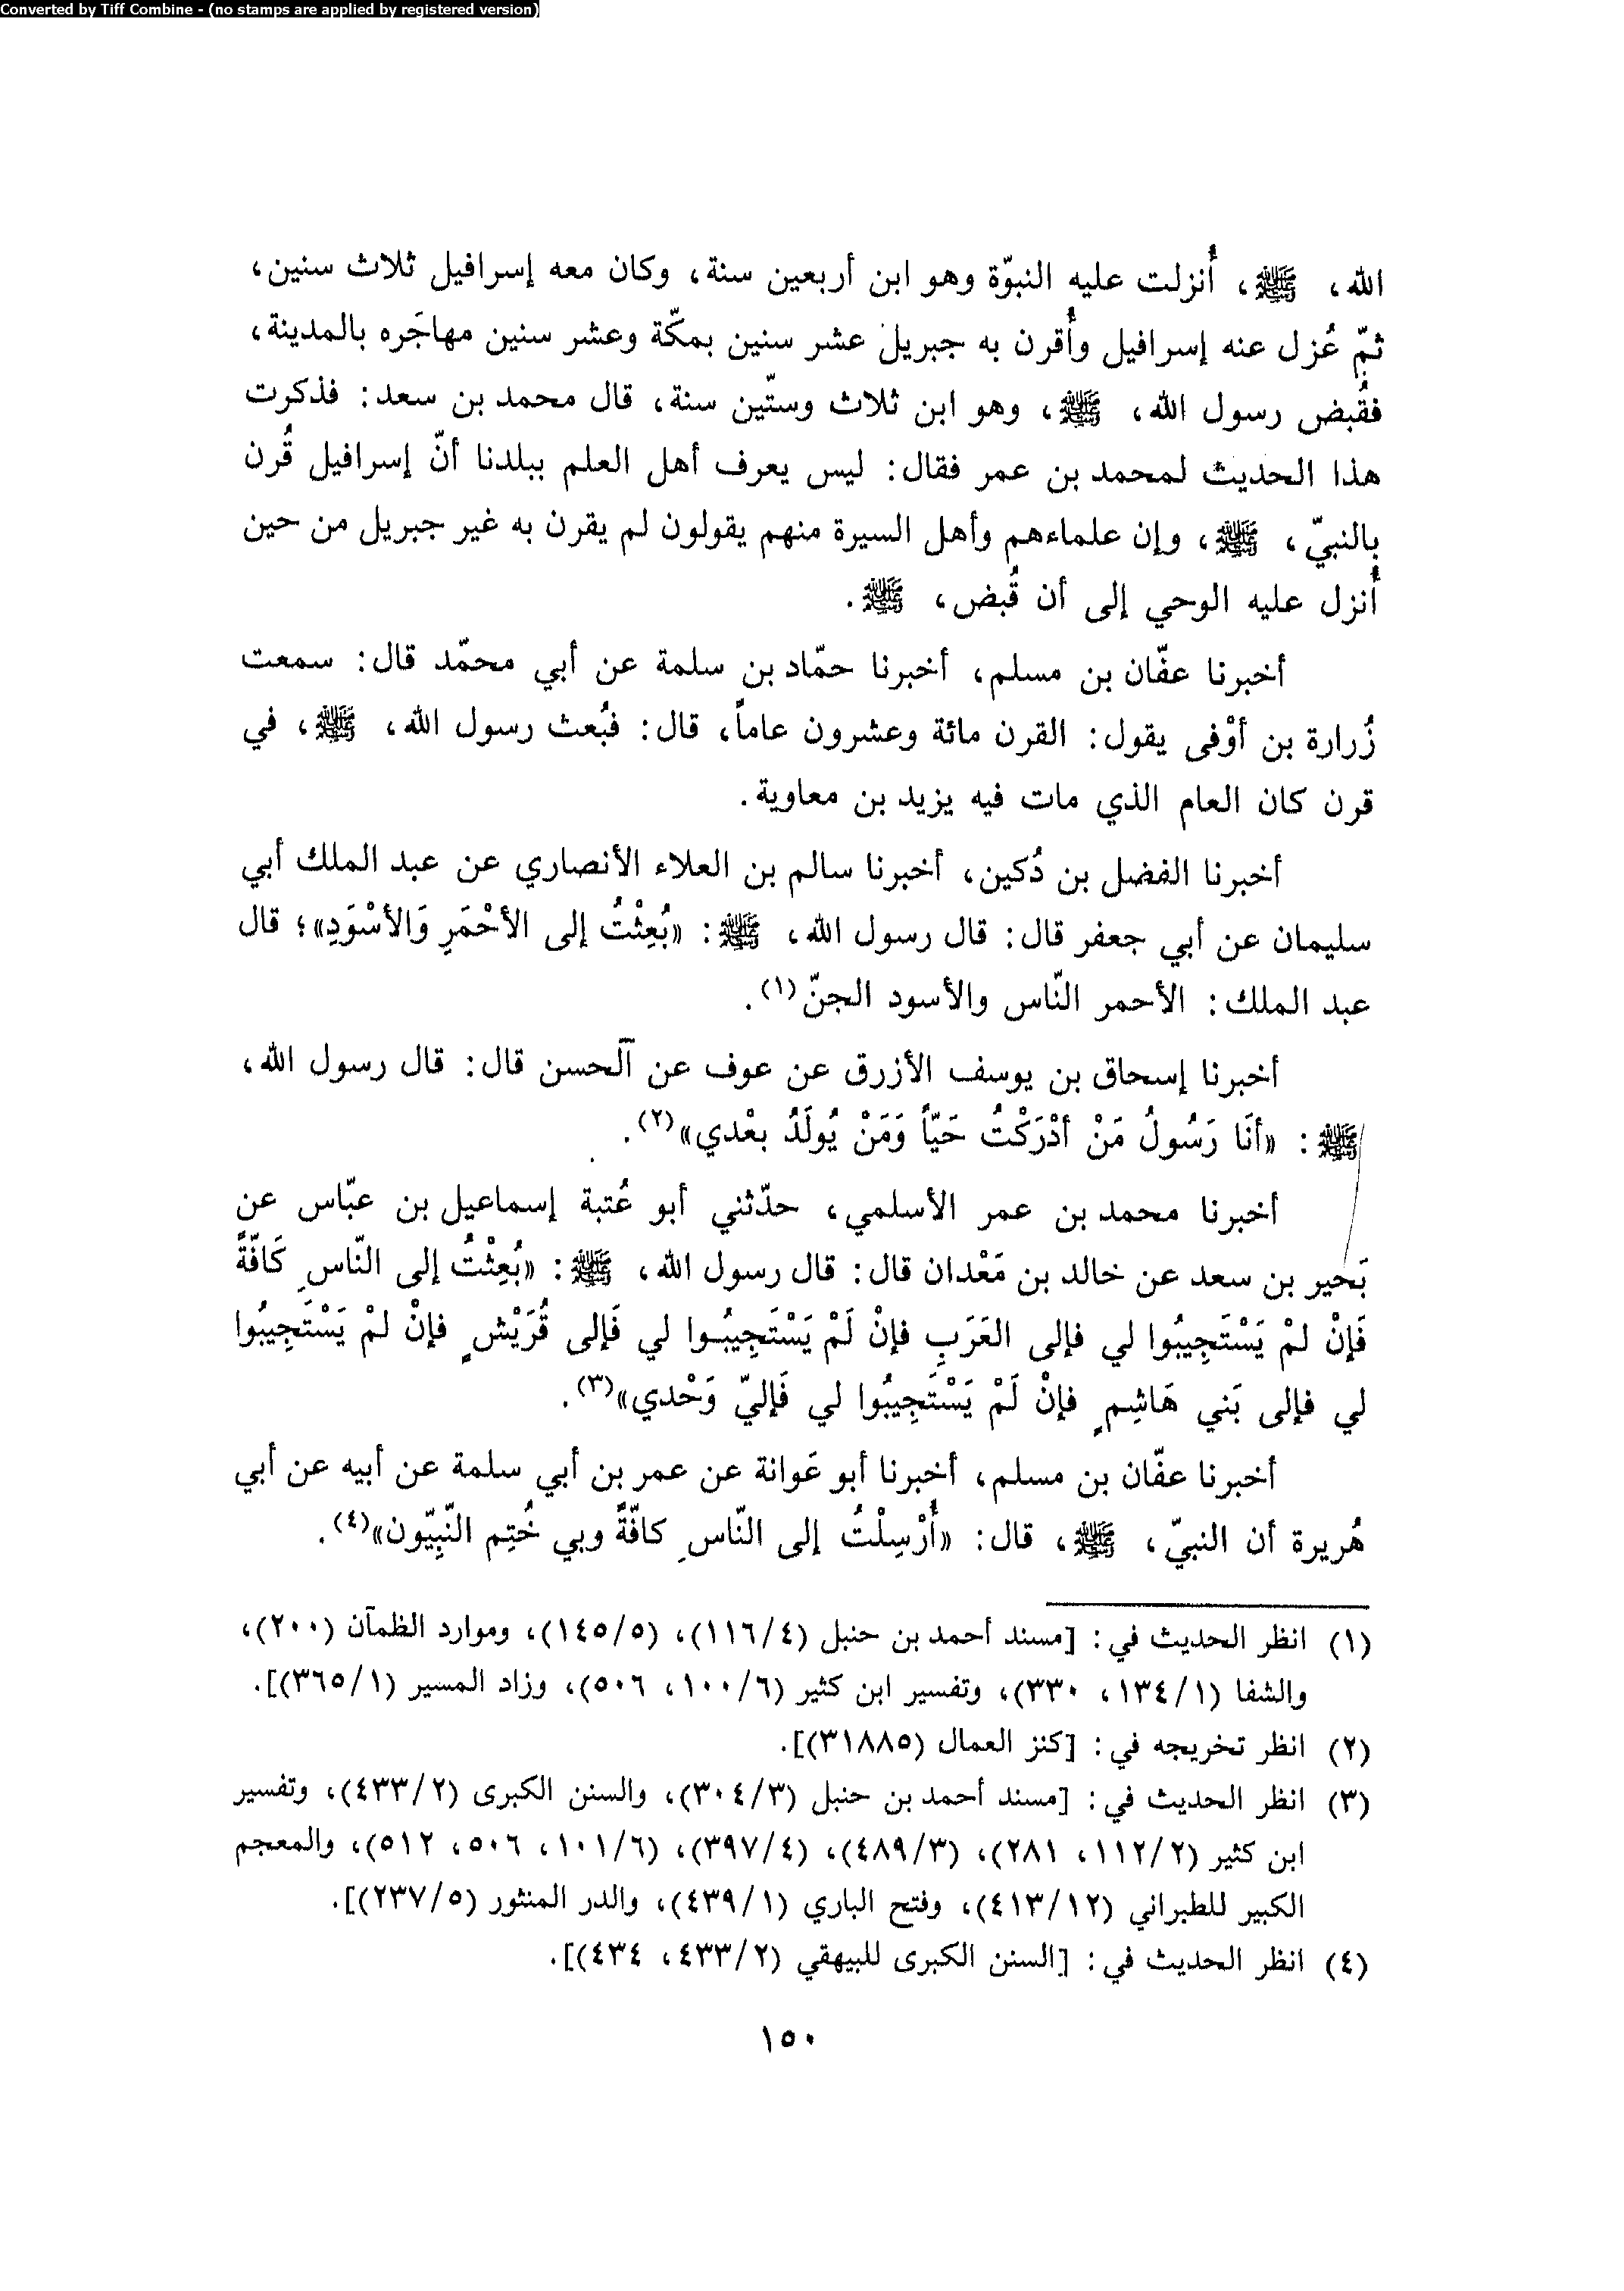 Converted by Tiff Combine - (no stamps are applied by registered version)
الله، ﷺ، أُنزلت عليه النبوّة وهو ابن أربعين سنة، وكان معه إسرافيل ثلاث سنين،
ثمّ عُزل عنه إسرافيل وأُقرن به جبريل عشر سنين بمكّة وعشر سنين مهاجَره بالمدينة،
فقُبض رسول الله، ﷺ، وهو ابن ثلاث وستّين سنة، قال محمد بن سعد: فذكرت
هذا الحديث لمحمد بن عمر فقال: ليس يعرف أهل العلم ببلدنا أنّ إسرافيل قُرن
بالنبيّ، ﷺ، وإن علماءهم وأهل السيرة منهم يقولون لم يقرن به غير جبريل من حين
أُنزل عليه الوحي إلى أن قُبض، ﷺ.
أخبرنا عفّان بن مسلم، أخبرنا حمّاد بن سلمة عن أبي محمّد قال: سمعت
زُرارة بن أوْفى يقول: القرن مائة وعشرون عاماً، قال: فبُعث رسول الله، ﷺ، في
قرن كان العام الذي مات فيه يزيد بن معاوية.
أخبرنا الفضل بن دُكين، أخبرنا سالم بن العلاء الأنصاري عن عبد الملك أبي
سليمان عن أبي جعفر قال: قال رسول الله، ﷺ: «بُعِثْتُ إلى الأحْمَرِ وَالأسْوَدِ»؛ قال
عبد الملك: الأحمر النّاس والأسود الجنّ(١).
أخبرنا إسحاق بن يوسف الأزرق عن عوف عن آلحسن قال: قال رسول الله،
ﷺ: «أنَا رَسُولُ مَنْ أدْرَكْتُ حَيّاً وَمَنْ يُولَدُ بعْدي»(٢).
أخبرنا محمد بن عمر الأسلمي، حدّثني أبو عُتبة إسماعيل بن عبّاس عن
بَحير بن سعد عن خالد بن مَعْدان قال: قال رسول الله، ﷺ: «بُعِثْتُ إلى النّاسِ كَافّةً
فَإنْ لمْ يَسْتَجِيبُوا لي فإلى العَرَبِ فإنْ لَمْ يَسْتَجِيبُـوا لي فَإلى قُرَيْشٍ فإنْ لمْ يَسْتَجِيبُوا
لي فإلى بَني هَاشِمٍ فإنْ لَمْ يَسْتَجِيبُوا لي فَإليّ وَحْدي»(٣).
أخبرنا عفّان بن مسلم، أخبرنا أبو عَوانة عن عمر بن أبي سلمة عن أبيه عن أبي
هُريرة أن النبيّ، ﷺ، قال: «أُرْسِلْتُ إلى النّاسِ كافّةً وبي خُتِم النّبِيّون»(٤).
(١) انظر الحديث في: [مسند أحمد بن حنبل (١١٦/٤)، (١٤٥/٥)، وموارد الظمآن (٢٠٠)،
والشفا (١٣٤/١، ٣٣٠)، وتفسير ابن كثير (١٠٠/٦، ٥٠٦)، وزاد المسير (٣٦٥/١)].
(٢) انظر تخريجه في: [كنز العمال (٣١٨٨٥)].
(٣) انظر الحديث في: [مسند أحمد بن حنبل (٣٠٤/٣)، والسنن الكبرى (٤٣٣/٢)، وتفسير
ابن كثير (١١٢/٢، ٢٨١)، (٤٨٩/٣)، (٣٩٧/٤)، (١٠١/٦، ٥٠٦، ٥١٢)، والمعجم
الكبير للطبراني (٤١٣/١٢)، وفتح الباري (٤٣٩/١)، والدر المنثور (٢٣٧/٥)].
(٤) انظر الحديث في: [السنن الكبرى للبيهقي (٤٣٣/٢، ٤٣٤)].
١٥٠